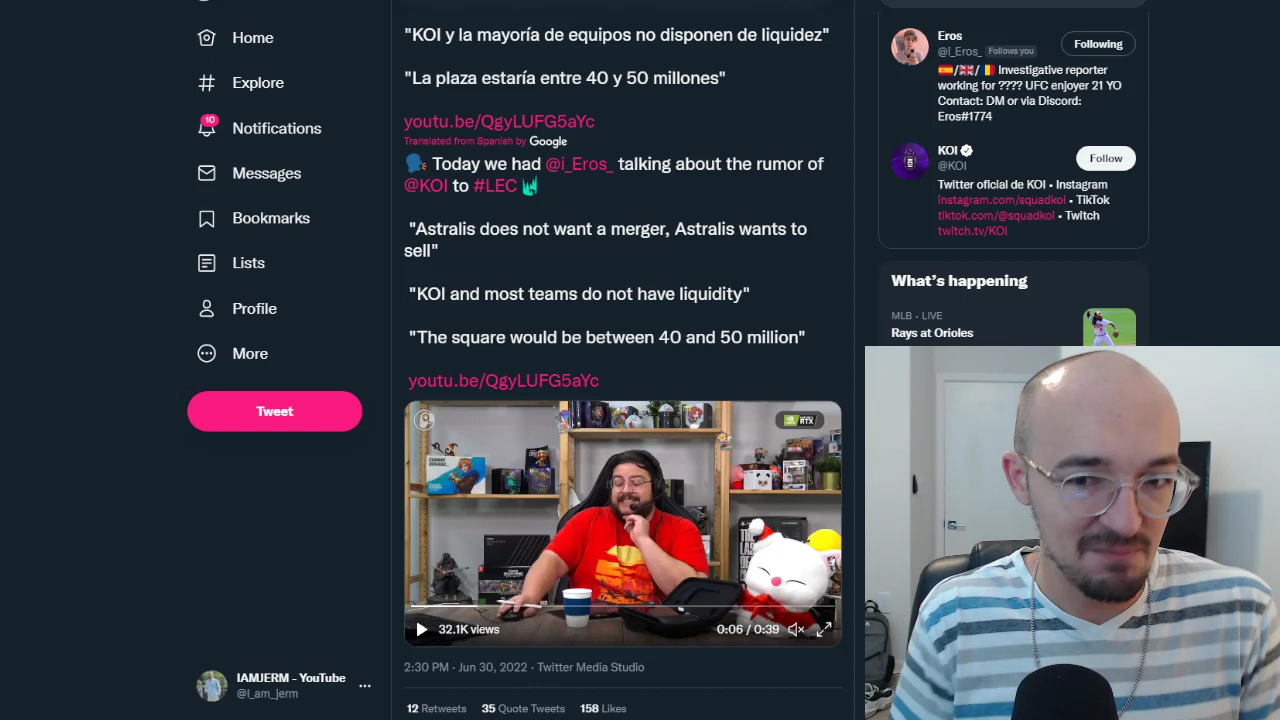 Home
Explore
10
Notifications
Messages
Bookmarks
Lists
Profile
More
Tweet
IAMJERM - YouTube
@I_am_jerm
"KOI y la mayoría de equipos no disponen de liquidez"
"La plaza estaría entre 40 y 50 millones"
youtu.be/QgyLUFG5aYc
Translated from Spanish by Google
Today we had @i_Eros_ talking about the rumor of
@KOI to #LEC
"Astralis does not want a merger, Astralis wants to
sell"
"KOI and most teams do not have liquidity"
"The square would be between 40 and 50 million"
youtu.be/QgyLUFG5aYc
RTX
32.1K views
0:06 / 0:39
2:30 PM · Jun 30, 2022 · Twitter Media Studio
12 Retweets 35 Quote Tweets 158 Likes
Eros
@i_Eros_ Follows you
Following
/ / Investigative reporter
working for ???? UFC enjoyer 21 YO
Contact: DM or via Discord:
Eros#1774
KOI
@KOI
Follow
Twitter oficial de KOI • Instagram
instagram.com/squadkoi • TikTok
tiktok.com/@squadkoi • Twitch
twitch.tv/KOI
What's happening
MLB · LIVE
Rays at Orioles